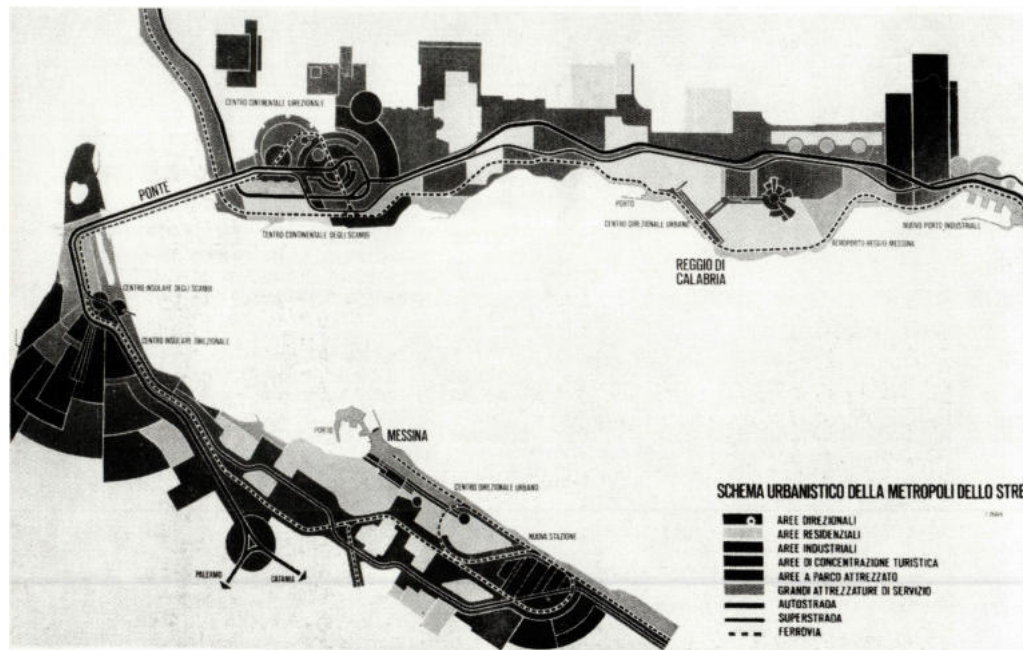 CENTRO CONTINENTALE DIREZIONALE
PONTE
CENTRO CONTINENTALE DEGLI SCAMBI
PORTO
CENTRO DIREZIONALE URBANO
REGGIO DI
CALABRIA
AEROPORTO REGGIO MESSINA
NUOVO PORTO INDUSTRIALE
CENTRO INSULARE DEGLI SCAMBI
CENTRO INSULARE DIREZIONALE
PORTO
MESSINA
CENTRO DIREZIONALE URBANO
NUOVA STAZIONE
PALERMO
CATANIA
SCHEMA URBANISTICO DELLA METROPOLI DELLO STRE
AREE DIREZIONALI
AREE RESIDENZIALI
AREE INDUSTRIALI
AREE DI CONCENTRAZIONE TURISTICA
AREE A PARCO ATTREZZATO
GRANDI ATTREZZATURE DI SERVIZIO
AUTOSTRADA
SUPERSTRADA
FERROVIA